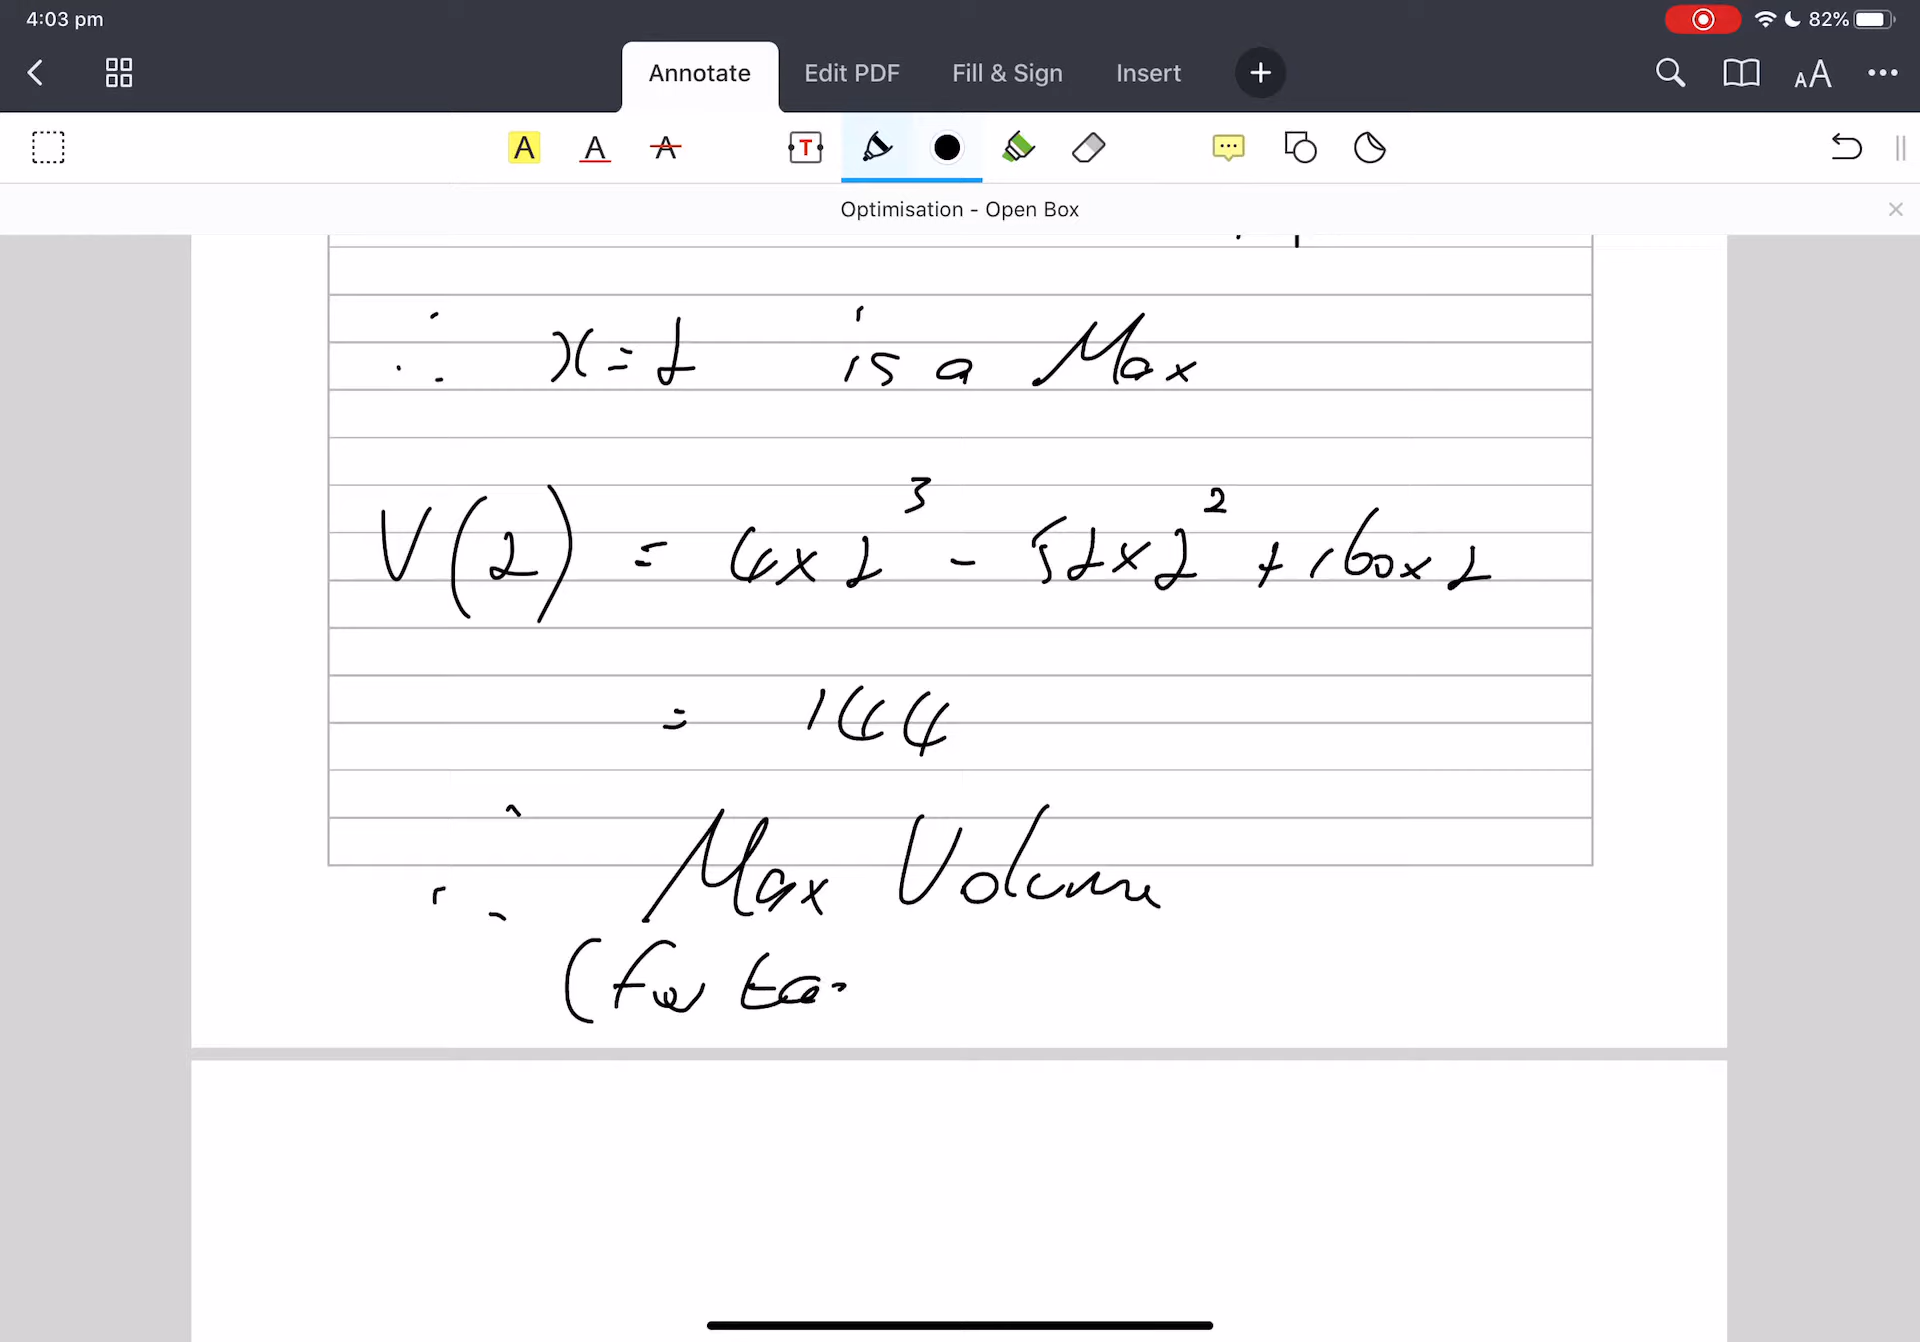 4:03 pm
82%
Annotate Edit PDF Fill & Sign Insert
Optimisation - Open Box
∴ x = 2 is a Max
V(2) = 4 × 2³ - 52 × 2² + 160 × 2
= 144
∴ Max Volume
(for